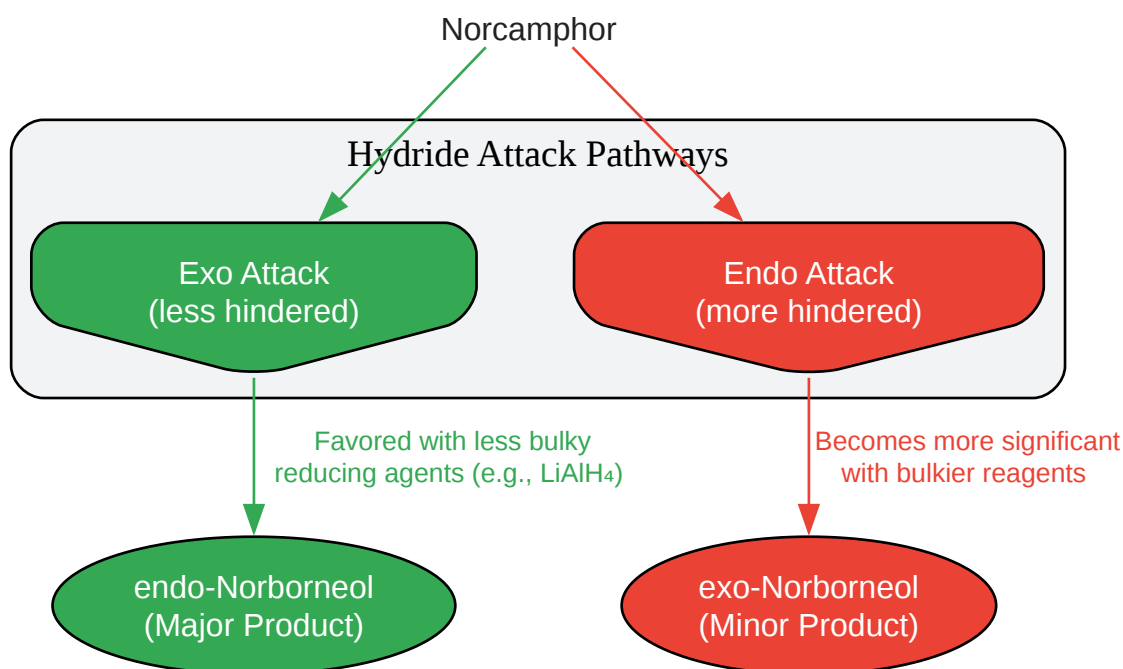 Norcamphor
Hydride Attack Pathways
Exo Attack
(less hindered)
Endo Attack
(more hindered)
Favored with less bulky
reducing agents (e.g., LiAlH₄)
Becomes more significant
with bulkier reagents
endo-Norborneol
(Major Product)
exo-Norborneol
(Minor Product)